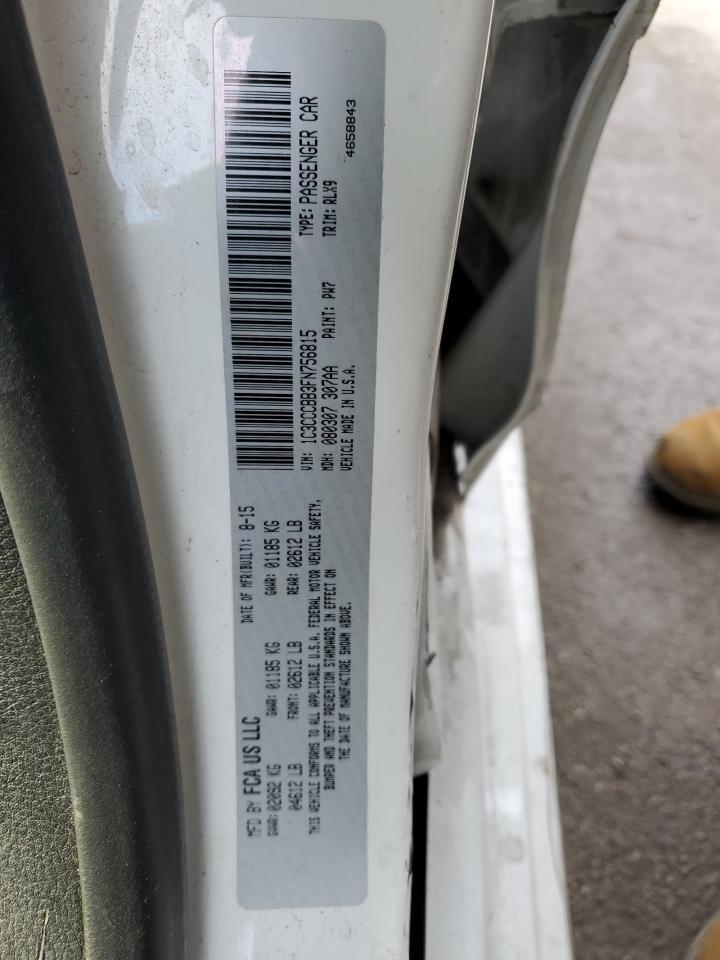 MFD BY FCA US LLC DATE OF MFR(BUILT): 8-15
GVWR: 02092 KG GAWR: 01185 KG GAWR: 01185 KG
04612 LB FRONT: 02612 LB REAR: 02612 LB
THIS VEHICLE CONFORMS TO ALL APPLICABLE U.S.A. FEDERAL MOTOR VEHICLE SAFETY,
BUMPER AND THEFT PREVENTION STANDARDS IN EFFECT ON
THE DATE OF MANUFACTURE SHOWN ABOVE.
VIN: 1C3CCCBB3FN756815 TYPE: PASSENGER CAR
MDH: 080307 307AA PAINT: PW7 TRIM: RLX9
VEHICLE MADE IN U.S.A.
4658843